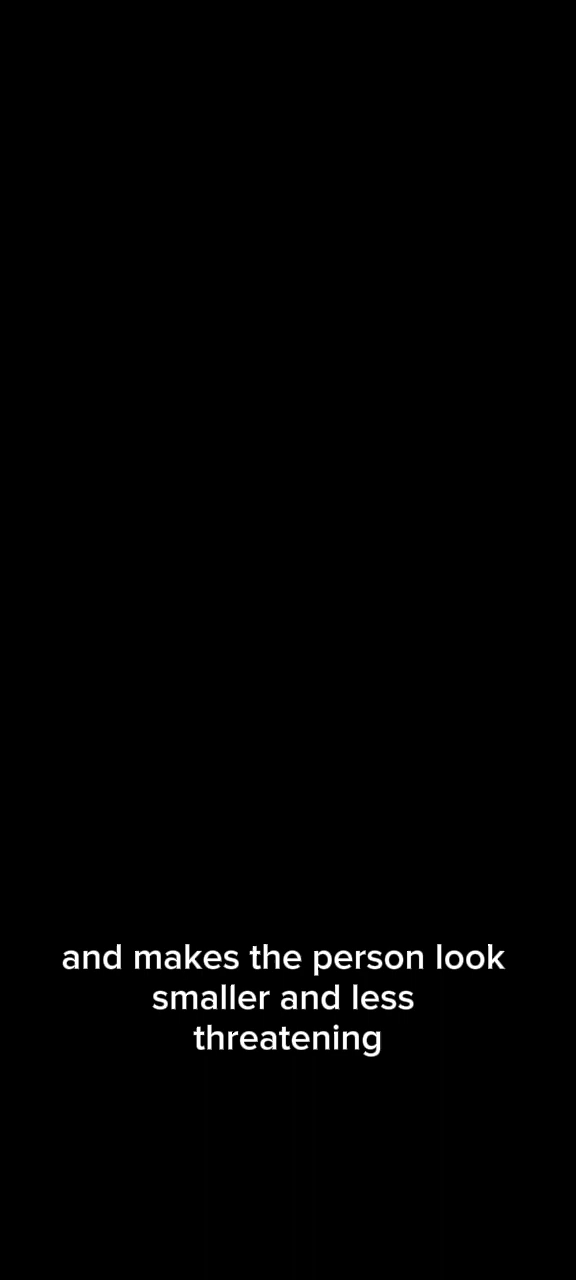 and makes the person look
smaller and less
threatening